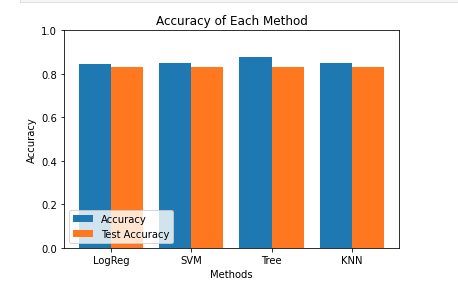 Accuracy of Each Method
1.0
0.8
0.6
0.4
0.2
0.0
Accuracy
Accuracy
Test Accuracy
LogReg SVM Tree KNN
Methods